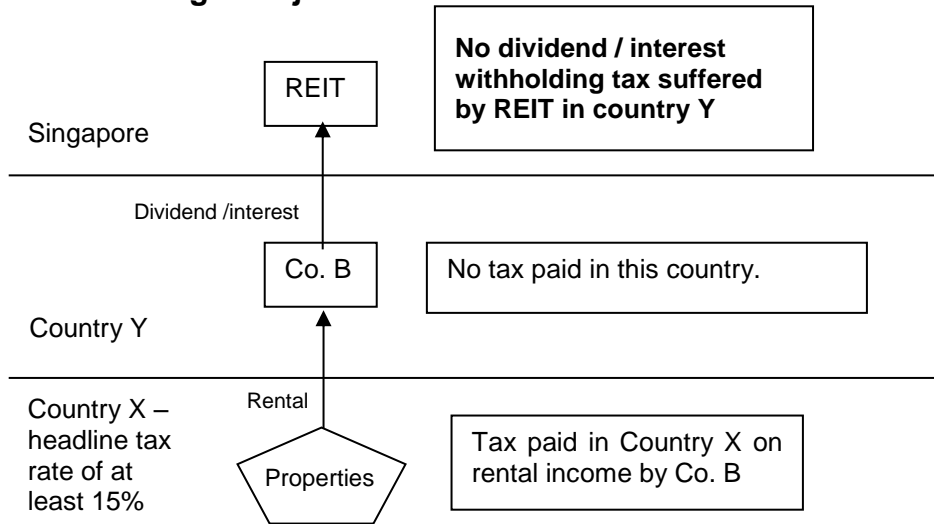 No dividend / interest
withholding tax suffered
by REIT in country Y
REIT
Singapore
Dividend /interest
Co. B
No tax paid in this country.
Country Y
Country X –
headline tax
rate of at
least 15%
Rental
Properties
Tax paid in Country X on
rental income by Co. B